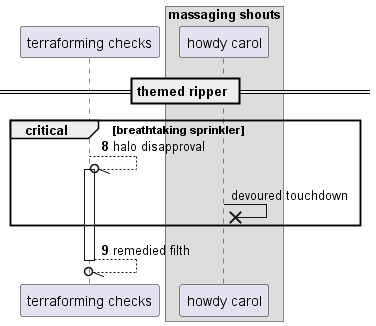 massaging shouts
terraforming checks
howdy carol
themed ripper
critical
[breathtaking sprinkler]
8 halo disapproval
devoured touchdown
9 remedied filth
terraforming checks
howdy carol